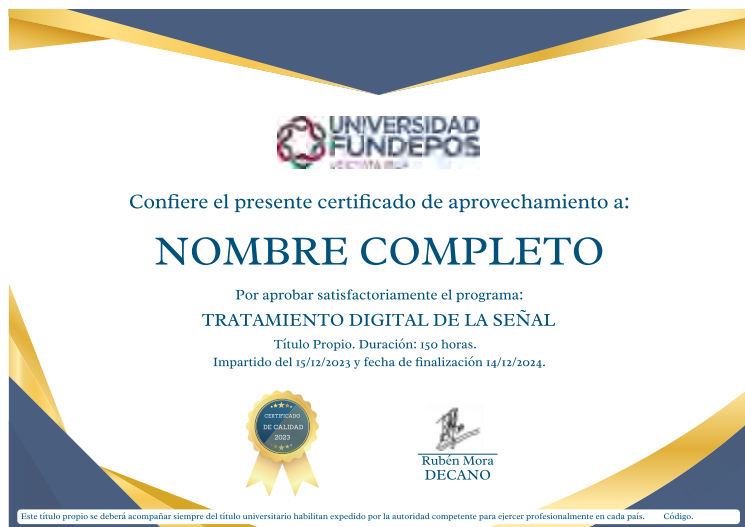 UNIVERSIDAD
FUNDEPOS
Confiere el presente certificado de aprovechamiento a:
NOMBRE COMPLETO
Por aprobar satisfactoriamente el programa:
TRATAMIENTO DIGITAL DE LA SEÑAL
Título Propio. Duración: 150 horas.
Impartido del 15/12/2023 y fecha de finalización 14/12/2024.
CERTIFICADO
DE CALIDAD
2023
Rubén Mora
DECANO
Este título propio se deberá acompañar siempre del título universitario habilitan expedido por la autoridad competente para ejercer profesionalmente en cada país. Código.